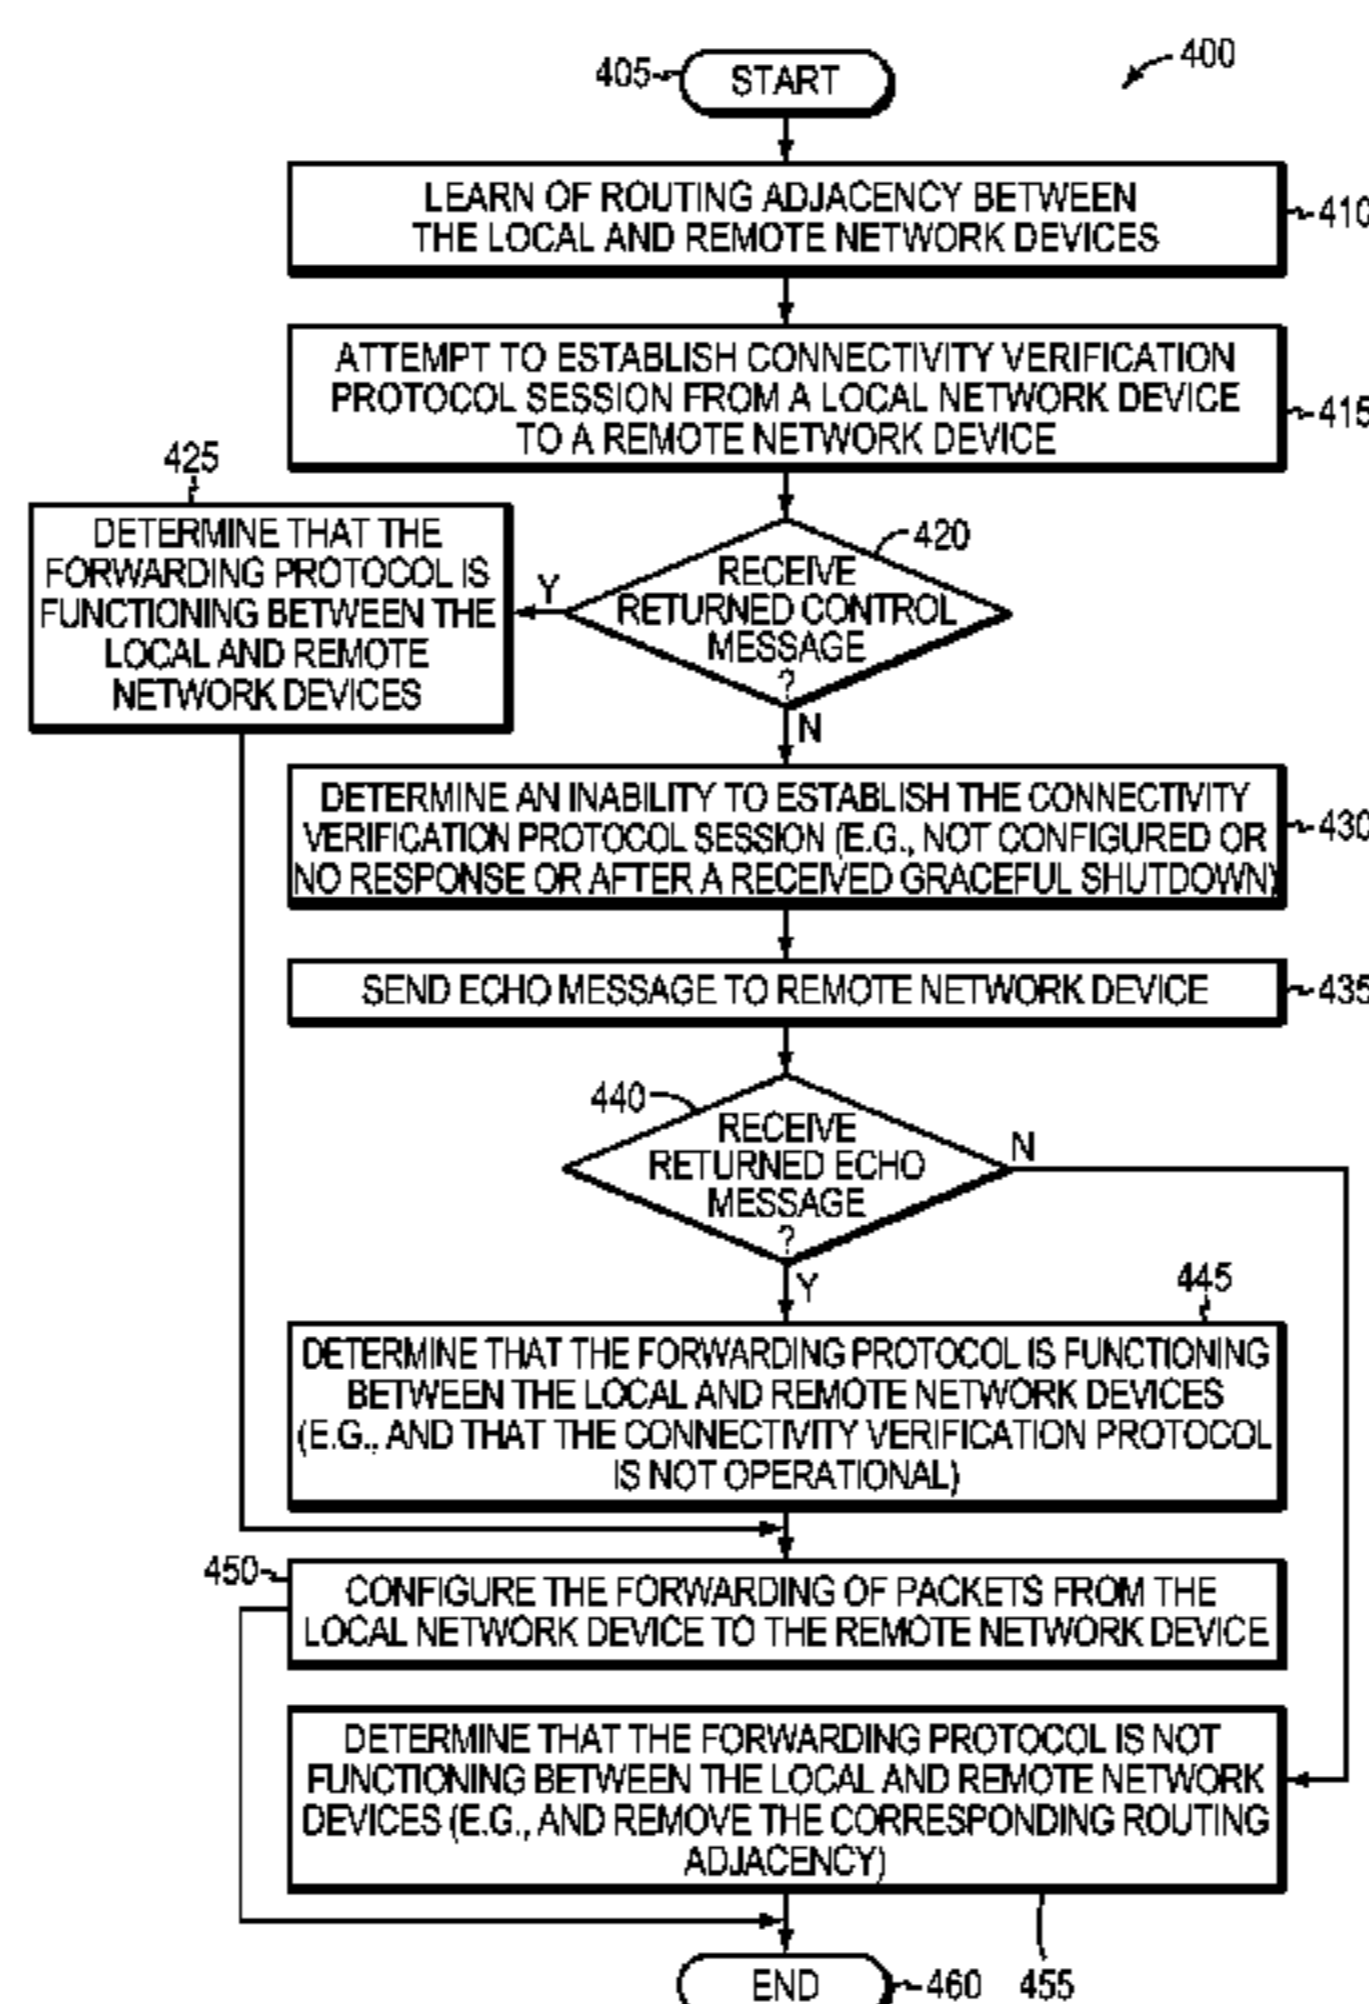 400
405
START
LEARN OF ROUTING ADJACENCY BETWEEN
THE LOCAL AND REMOTE NETWORK DEVICES
410
ATTEMPT TO ESTABLISH CONNECTIVITY VERIFICATION
PROTOCOL SESSION FROM A LOCAL NETWORK DEVICE
TO A REMOTE NETWORK DEVICE
415
420
RECEIVE
RETURNED CONTROL
MESSAGE
?
Y
N
425
DETERMINE THAT THE
FORWARDING PROTOCOL IS
FUNCTIONING BETWEEN THE
LOCAL AND REMOTE
NETWORK DEVICES
DETERMINE AN INABILITY TO ESTABLISH THE CONNECTIVITY
VERIFICATION PROTOCOL SESSION (E.G., NOT CONFIGURED OR
NO RESPONSE OR AFTER A RECEIVED GRACEFUL SHUTDOWN)
430
SEND ECHO MESSAGE TO REMOTE NETWORK DEVICE
435
440
RECEIVE
RETURNED ECHO
MESSAGE
?
N
Y
445
DETERMINE THAT THE FORWARDING PROTOCOL IS FUNCTIONING
BETWEEN THE LOCAL AND REMOTE NETWORK DEVICES
(E.G., AND THAT THE CONNECTIVITY VERIFICATION PROTOCOL
IS NOT OPERATIONAL)
450
CONFIGURE THE FORWARDING OF PACKETS FROM THE
LOCAL NETWORK DEVICE TO THE REMOTE NETWORK DEVICE
DETERMINE THAT THE FORWARDING PROTOCOL IS NOT
FUNCTIONING BETWEEN THE LOCAL AND REMOTE NETWORK
DEVICES (E.G., AND REMOVE THE CORRESPONDING ROUTING
ADJACENCY)
END
460
455